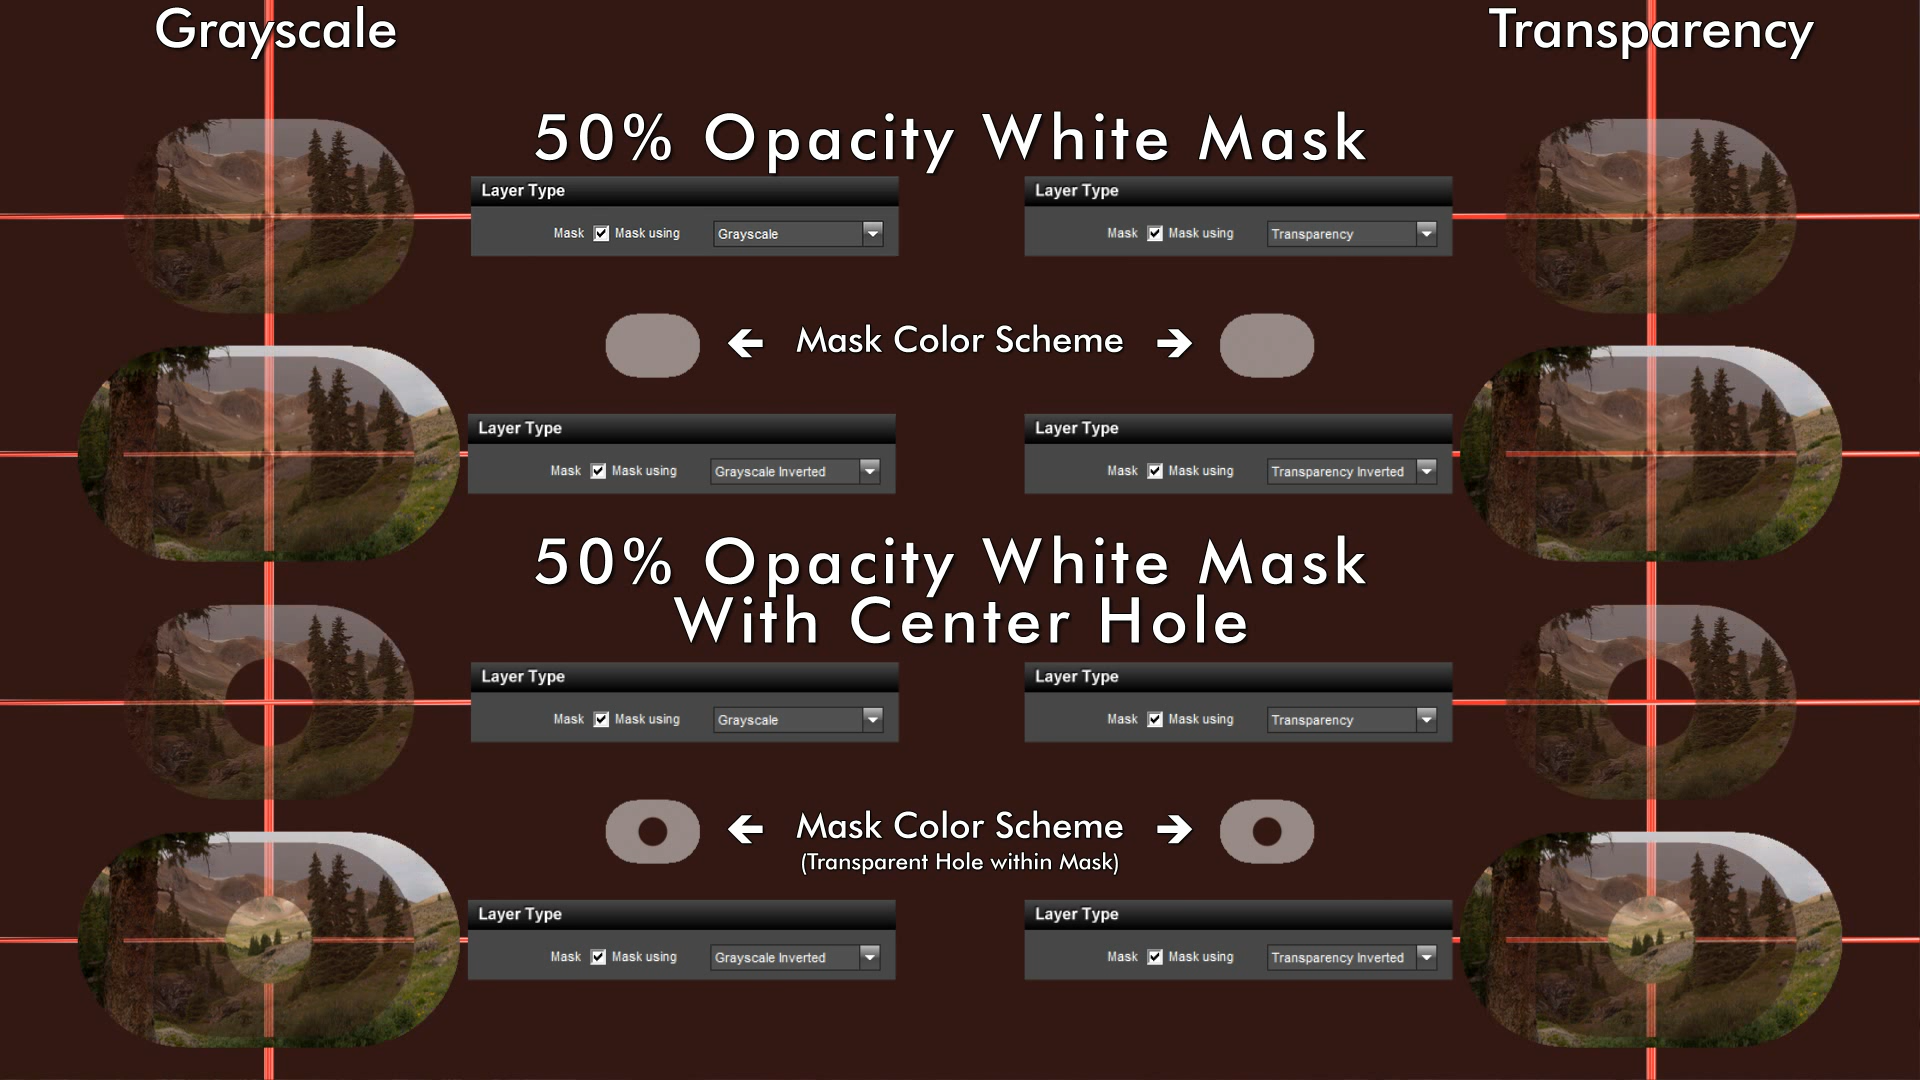 Grayscale
Transparency
50% Opacity White Mask
Layer Type
Mask Mask using Grayscale
Layer Type
Mask Mask using Transparency
Mask Color Scheme
Layer Type
Mask Mask using Grayscale Inverted
Layer Type
Mask Mask using Transparency Inverted
50% Opacity White Mask
With Center Hole
Layer Type
Mask Mask using Grayscale
Layer Type
Mask Mask using Transparency
Mask Color Scheme
(Transparent Hole within Mask)
Layer Type
Mask Mask using Grayscale Inverted
Layer Type
Mask Mask using Transparency Inverted